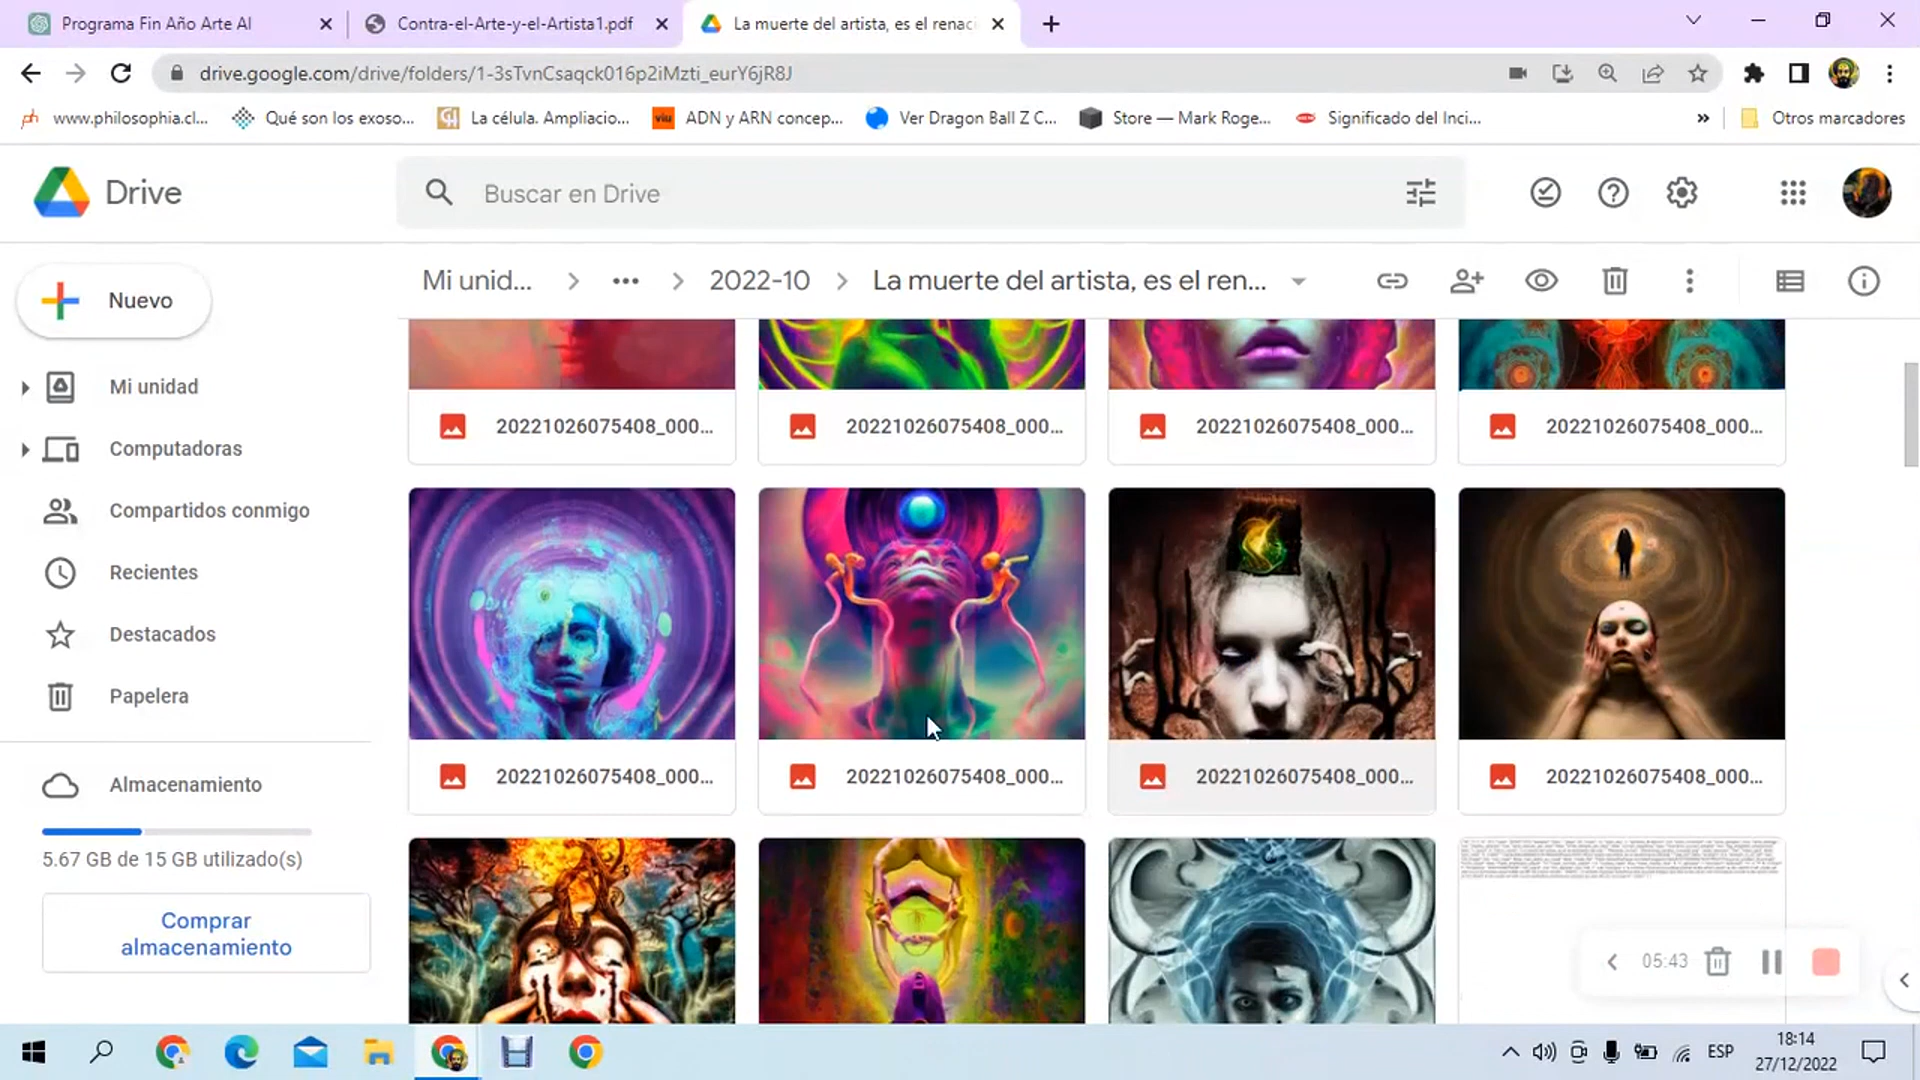 Programa Fin Año Arte AI
Contra-el-Arte-y-el-Artista1.pdf
La muerte del artista, es el renac
drive.google.com/drive/folders/1-3sTvnCsaqck016p2iMzti_eurY6jR8J
www.philosophia.cl...
Qué son los exoso...
La célula. Ampliacio...
viu
ADN y ARN concep...
Ver Dragon Ball Z C...
Store — Mark Roge...
Significado del Inci...
»
Otros marcadores
Drive
Buscar en Drive
Nuevo
Mi unid...
2022-10
La muerte del artista, es el ren...
Mi unidad
Computadoras
Compartidos conmigo
Recientes
Destacados
Papelera
Almacenamiento
5.67 GB de 15 GB utilizado(s)
Comprar
almacenamiento
20221026075408_000...
20221026075408_000...
20221026075408_000...
20221026075408_000...
20221026075408_000...
20221026075408_000...
20221026075408_000...
20221026075408_000...
05:43
ESP
18:14
27/12/2022